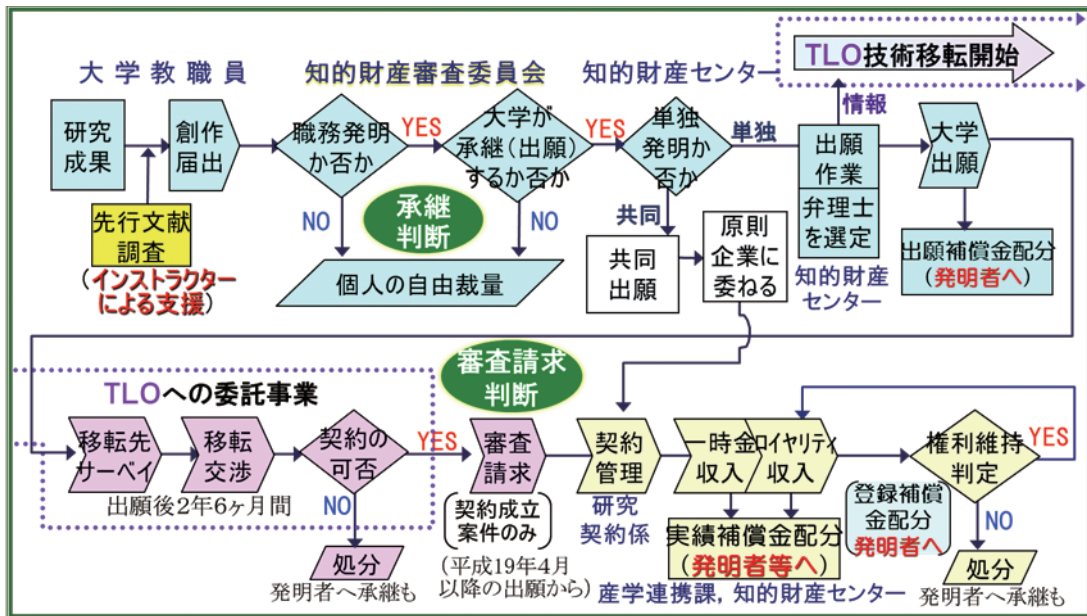 TLO技術移転開始
大学教職員
知的財産審査委員会
知的財産センター
情報
研究
成果
創作
届出
職務発明
か否か
YES
大学が
承継(出願)
するか否か
YES
単独
発明か
否か
単独
出願
作業
弁理士
を選定
大学
出願
先行文献
調査
(インストラクター
による支援)
NO
承継
判断
NO
個人の自由裁量
共同
共同
出願
原則
企業に
委ねる
知的財産
センター
出願補償金配分
(発明者へ)
TLOへの委託事業
審査請求
判断
移転先
サーベイ
移転
交渉
契約の
可否
YES
審査
請求
契約
管理
一時金
収入
ロイヤリティ
収入
権利維持
判定
YES
出願後2年6ヶ月間
NO
処分
発明者へ承継も
(契約成立
案件のみ)
(平成19年4月
以降の出願から)
研究
契約係
実績補償金配分
(発明者等へ)
産学連携課, 知的財産センター
登録補償
金配分
発明者へ
NO
処分
発明者へ承継も